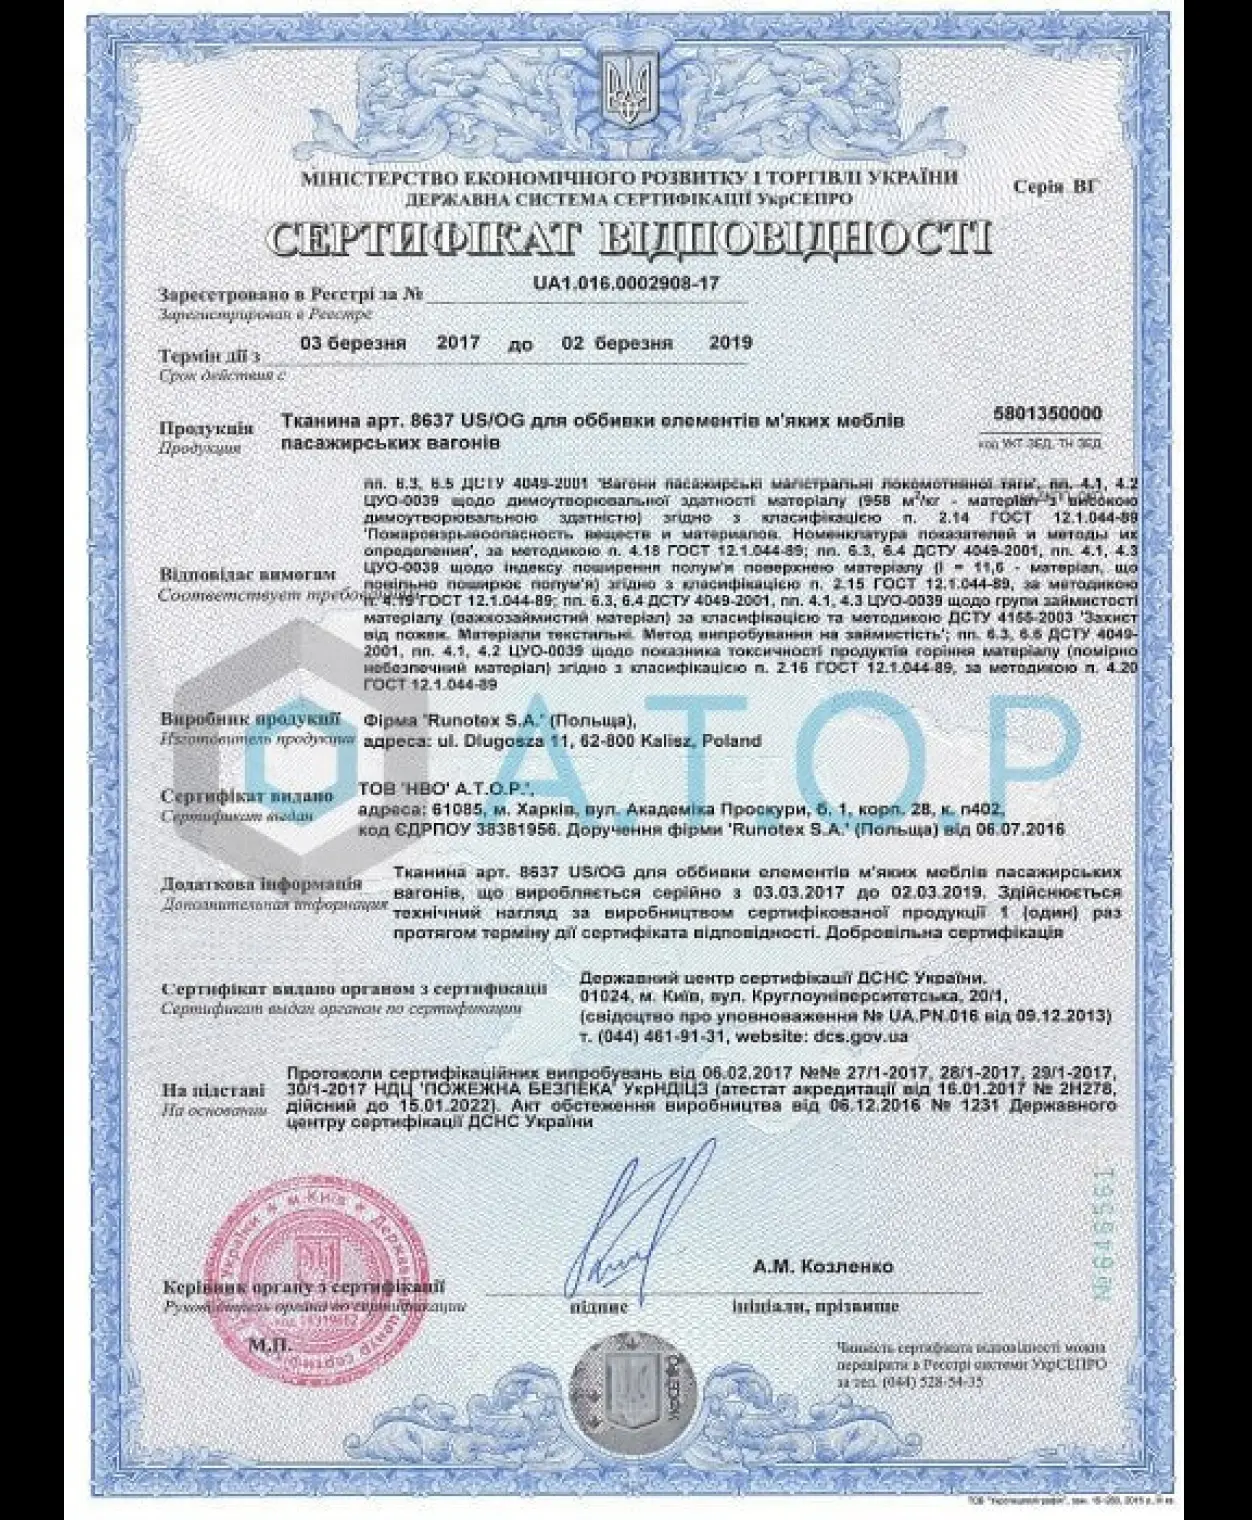 МІНІСТЕРСТВО ЕКОНОМІЧНОГО РОЗВИТКУ І ТОРГІВЛІ УКРАЇНИ
ДЕРЖАВНА СИСТЕМА СЕРТИФІКАЦІЇ УкрСЕПРО
Серія ВГ
СЕРТИФІКАТ ВІДПОВІДНОСТІ
Зареєстровано в Реєстрі за № UA1.016.0002908-17
Зарегистрирован в Реестре
Термін дії з 03 березня 2017 до 02 березня 2019
Срок действия с
Продукція Тканина арт. 8637 US/OG для оббивки елементів м'яких меблів 5801350000
Продукция пасажирських вагонів код УКТ ЗЕД, ТН ЗЕД
пп. 6.3, 6.5 ДСТУ 4049-2001 'Вагони пасажирські магістральні локомотивної тяги', пп. 4.1, 4.2
ЦУО-0039 щодо димоутворювальної здатності матеріалу (958 м²/кг - матеріал з високою
димоутворювальною здатністю) згідно з класифікацією п. 2.14 ГОСТ 12.1.044-89
'Пожаровзрывоопасность веществ и материалов. Номенклатура показателей и методы их
определения', за методикою п. 4.18 ГОСТ 12.1.044-89; пп. 6.3, 6.4 ДСТУ 4049-2001, пп. 4.1, 4.3
ЦУО-0039 щодо індексу поширення полум'я поверхнею матеріалу (І = 11,6 - матеріал, що
Відповідає вимогам повільно поширює полум'я) згідно з класифікацією п. 2.15 ГОСТ 12.1.044-89, за методикою
Соответствует требованиям п. 4.19 ГОСТ 12.1.044-89; пп. 6.3, 6.4 ДСТУ 4049-2001, пп. 4.1, 4.3 ЦУО-0039 щодо групи займистості
матеріалу (важкозаймистий матеріал) за класифікацією та методикою ДСТУ 4155-2003 'Захист
від пожеж. Матеріали текстильні. Метод випробування на займистість'; пп. 6.3, 6.6 ДСТУ 4049-
2001, пп. 4.1, 4.2 ЦУО-0039 щодо показника токсичності продуктів горіння матеріалу (помірно
небезпечний матеріал) згідно з класифікацією п. 2.16 ГОСТ 12.1.044-89, за методикою п. 4.20
ГОСТ 12.1.044-89
АТОР
Виробник продукції Фірма 'Runotex S.A.' (Польща),
Изготовитель продукции адреса: ul. Dlugosza 11, 62-800 Kalisz, Poland
Сертифікат видано ТОВ 'НВО' А.Т.О.Р.',
Сертификат выдан адреса: 61085, м. Харків, вул. Академіка Проскури, б. 1, корп. 28, к. п402,
код ЄДРПОУ 38381956. Доручення фірми 'Runotex S.A.' (Польща) від 06.07.2016
Додаткова інформація Тканина арт. 8637 US/OG для оббивки елементів м'яких меблів пасажирських
Дополнительная информация вагонів, що виробляється серійно з 03.03.2017 до 02.03.2019. Здійснюється
технічний нагляд за виробництвом сертифікованої продукції 1 (один) раз
протягом терміну дії сертифіката відповідності. Добровільна сертифікація
Сертифікат видано органом з сертифікації Державний центр сертифікації ДСНС України.
Сертификат выдан органом по сертификации 01024, м. Київ, вул. Круглоуніверситетська, 20/1,
(свідоцтво про уповноваження № UA.PN.016 від 09.12.2013)
т. (044) 461-91-31, website: dcs.gov.ua
На підставі Протоколи сертифікаційних випробувань від 06.02.2017 №№ 27/1-2017, 28/1-2017, 29/1-2017,
На основании 30/1-2017 НДЦ 'ПОЖЕЖНА БЕЗПЕКА' УкрНДІЦЗ (атестат акредитації від 16.01.2017 № 2Н278,
дійсний до 15.01.2022). Акт обстеження виробництва від 06.12.2016 № 1231 Державного
центру сертифікації ДСНС України
№646561
Керівник органу з сертифікації А.М. Козленко
Руководитель органа по сертификации підпис ініціали, прізвище
М.П.
УкрСЕПРО
Чинність сертифіката відповідності можна
перевірити в Реєстрі системи УкрСЕПРО
за тел. (044) 528-54-35